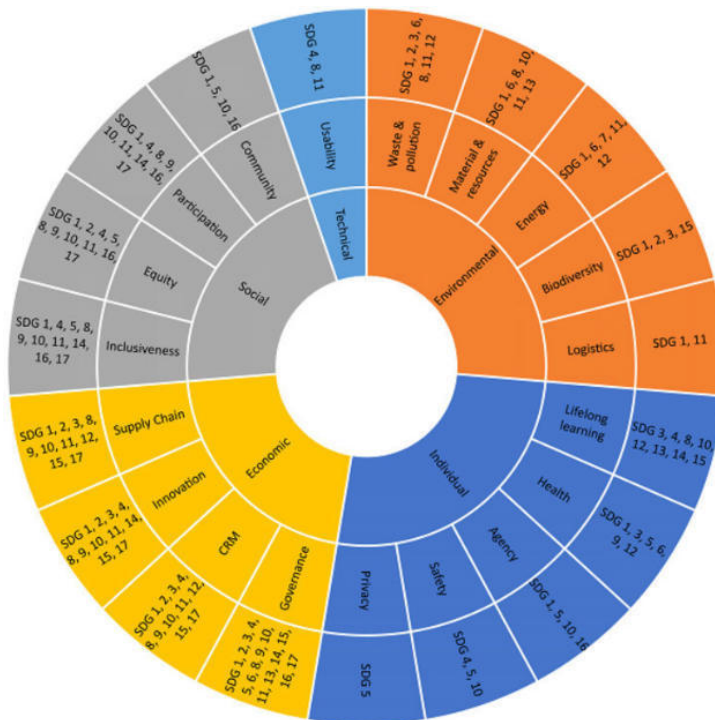 SDG 4, 8, 11
Usability
Technical
SDG 1, 2, 3, 6,
8, 11, 12
Waste &
pollution
SDG 1, 6, 8, 10,
11, 13
Material &
resources
SDG 1, 6, 7, 11,
12
Energy
SDG 1, 2, 3, 15
Biodiversity
SDG 1, 11
Logistics
Environmental
SDG 3, 4, 8, 10,
12, 13, 14, 15
Lifelong
learning
SDG 1, 3, 5, 6,
9, 12
Health
SDG 1, 5, 10, 16
Agency
SDG 4, 5, 10
Safety
SDG 5
Privacy
Individual
SDG 1, 2, 3, 4,
5, 6, 8, 9, 10,
11, 13, 14, 15,
16, 17
Governance
SDG 1, 2, 3, 4,
8, 9, 10, 11, 12,
15, 17
CRM
SDG 1, 2, 3, 4,
8, 9, 10, 11, 14,
15, 17
Innovation
SDG 1, 2, 3, 8,
9, 10, 11, 12,
15, 17
Supply Chain
Economic
SDG 1, 4, 5, 8,
9, 10, 11, 14,
16, 17
Inclusiveness
SDG 1, 2, 4, 5,
8, 9, 10, 11, 16,
17
Equity
SDG 1, 4, 8, 9,
10, 11, 14, 16,
17
Participation
SDG 1, 5, 10, 16
Community
Social